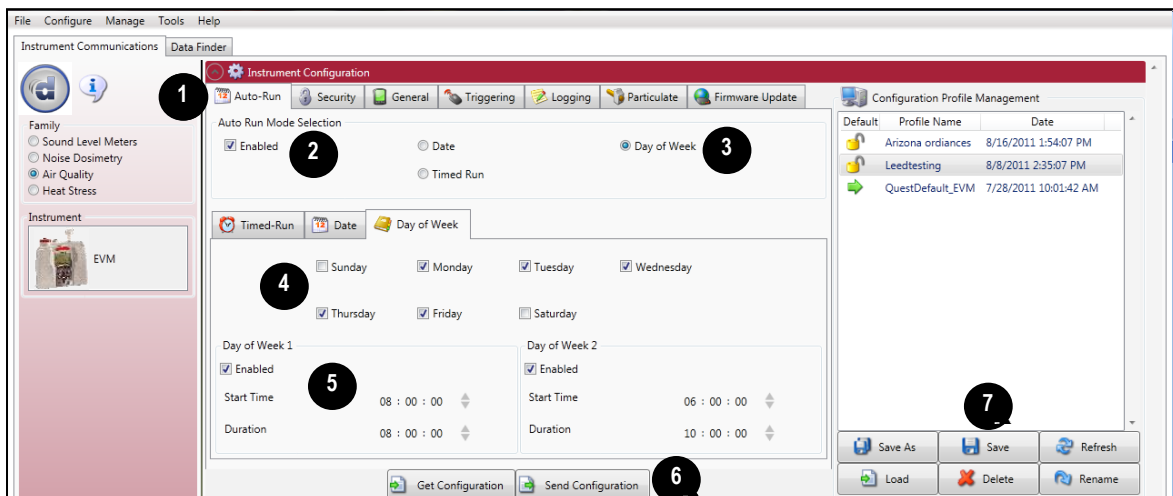 File Configure Manage Tools Help
Instrument Communications Data Finder
d i
1
Instrument Configuration
12 Auto-Run Security General Triggering Logging Particulate Firmware Update
Auto Run Mode Selection
Enabled
2
Date
Day of Week
3
Timed Run
Family
Sound Level Meters
Noise Dosimetry
Air Quality
Heat Stress
Instrument
EVM
Timed-Run 12 Date Day of Week
4
Sunday Monday Tuesday Wednesday
Thursday Friday Saturday
Day of Week 1
Enabled
5
Start Time 08 : 00 : 00
Duration 08 : 00 : 00
Day of Week 2
Enabled
Start Time 06 : 00 : 00
Duration 10 : 00 : 00
Get Configuration Send Configuration
6
Configuration Profile Management
Default Profile Name Date
Arizona ordiances 8/16/2011 1:54:07 PM
Leedtesting 8/8/2011 2:35:07 PM
QuestDefault_EVM 7/28/2011 10:01:42 AM
7
Save As Save Refresh
Load Delete Rename